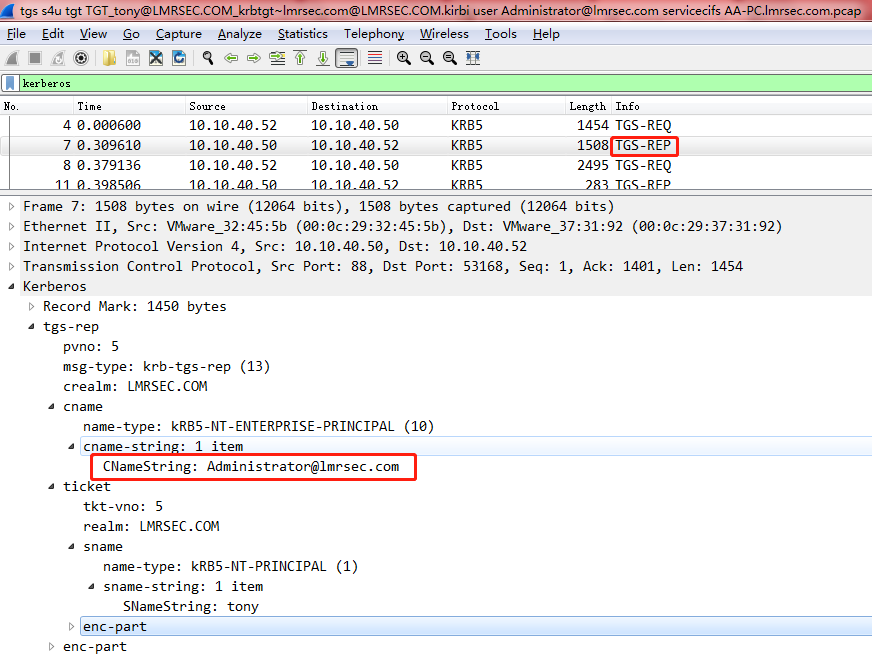 tgs s4u tgt TGT_tony@LMRSEC.COM_krbtgt~lmrsec.com@LMRSEC.COM.kirbi user Administrator@lmrsec.com servicecifs AA-PC.lmrsec.com.pcap
File Edit View Go Capture Analyze Statistics Telephony Wireless Tools Help
kerberos
No. Time Source Destination Protocol Length Info
4 0.000600 10.10.40.52 10.10.40.50 KRB5 1454 TGS-REQ
7 0.309610 10.10.40.50 10.10.40.52 KRB5 1508 TGS-REP
8 0.379136 10.10.40.52 10.10.40.50 KRB5 2495 TGS-REQ
11 0.398506 10.10.40.50 10.10.40.52 KRB5 283 TGS-REP
Frame 7: 1508 bytes on wire (12064 bits), 1508 bytes captured (12064 bits)
Ethernet II, Src: VMware_32:45:5b (00:0c:29:32:45:5b), Dst: VMware_37:31:92 (00:0c:29:37:31:92)
Internet Protocol Version 4, Src: 10.10.40.50, Dst: 10.10.40.52
Transmission Control Protocol, Src Port: 88, Dst Port: 53168, Seq: 1, Ack: 1401, Len: 1454
Kerberos
Record Mark: 1450 bytes
tgs-rep
pvno: 5
msg-type: krb-tgs-rep (13)
crealm: LMRSEC.COM
cname
name-type: kRB5-NT-ENTERPRISE-PRINCIPAL (10)
cname-string: 1 item
CNameString: Administrator@lmrsec.com
ticket
tkt-vno: 5
realm: LMRSEC.COM
sname
name-type: kRB5-NT-PRINCIPAL (1)
sname-string: 1 item
SNameString: tony
enc-part
enc-part